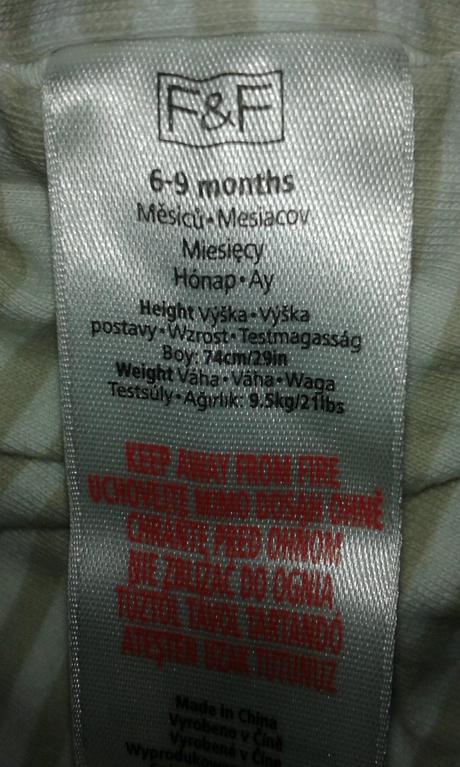 F&F
6-9 months
Měsíců•Mesiacov
Miesięcy
Hónap•Ay
Height Výška•Výška
postavy•Wzrost•Testmagasság
Boy: 74cm/29in
Weight Váha•Váha•Waga
Testsúly•Ağırlık: 9.5kg/21lbs
KEEP AWAY FROM FIRE
UCHOVEJTE MIMO DOSAH OHNĚ
CHRÁŇTE PRED OHŇOM
NIE ZBLIŻAĆ DO OGNIA
TŰZTŐL TÁVOL TARTANDÓ
ATEŞTEN UZAK TUTUNUZ
Made in China
Vyrobeno v Číně
Vyrobené v Číne